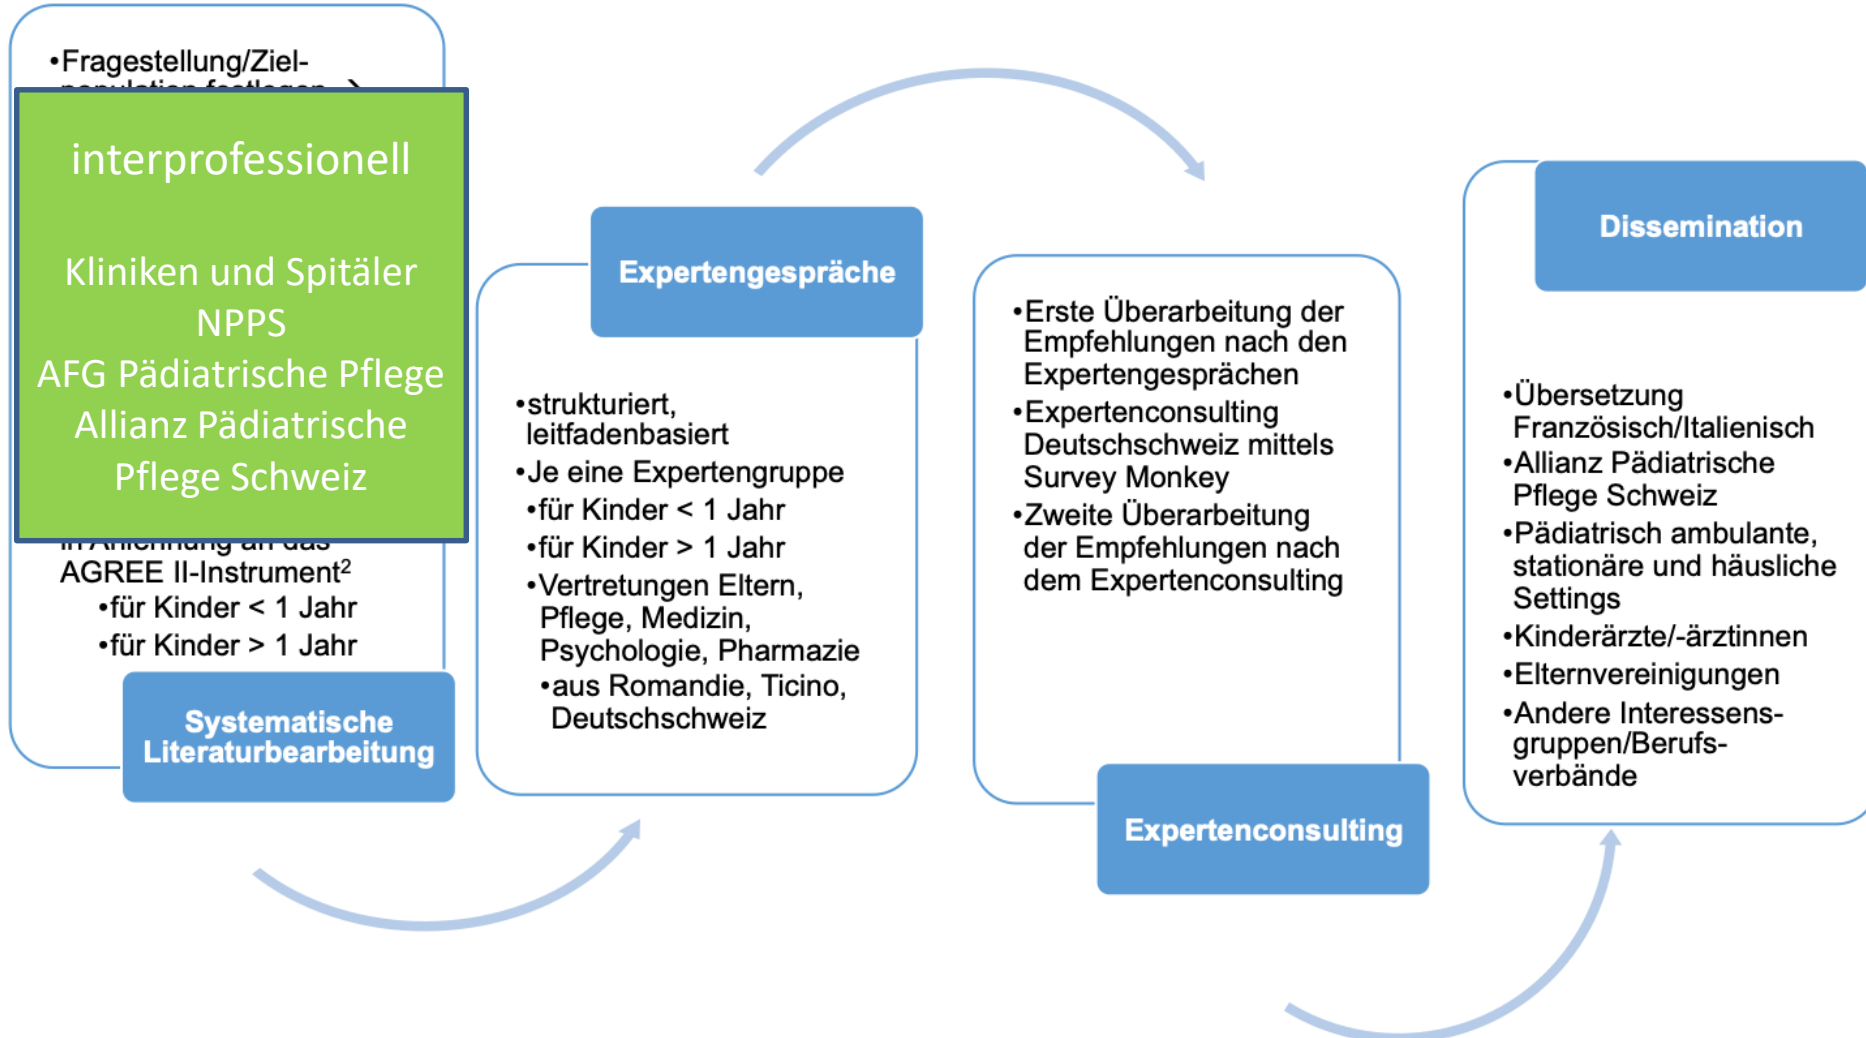 •Fragestellung/Ziel-
interprofessionell
Kliniken und Spitäler
NPPS
AFG Pädiatrische Pflege
Allianz Pädiatrische
Pflege Schweiz
in Anlehnung an das
AGREE II-Instrument²
•für Kinder < 1 Jahr
•für Kinder > 1 Jahr
Systematische
Literaturbearbeitung
Expertengespräche
•strukturiert,
leitfadenbasiert
•Je eine Expertengruppe
•für Kinder < 1 Jahr
•für Kinder > 1 Jahr
•Vertretungen Eltern,
Pflege, Medizin,
Psychologie, Pharmazie
•aus Romandie, Ticino,
Deutschschweiz
•Erste Überarbeitung der
Empfehlungen nach den
Expertengesprächen
•Expertenconsulting
Deutschschweiz mittels
Survey Monkey
•Zweite Überarbeitung
der Empfehlungen nach
dem Expertenconsulting
Expertenconsulting
Dissemination
•Übersetzung
Französisch/Italienisch
•Allianz Pädiatrische
Pflege Schweiz
•Pädiatrisch ambulante,
stationäre und häusliche
Settings
•Kinderärzte/-ärztinnen
•Elternvereinigungen
•Andere Interessens-
gruppen/Berufs-
verbände